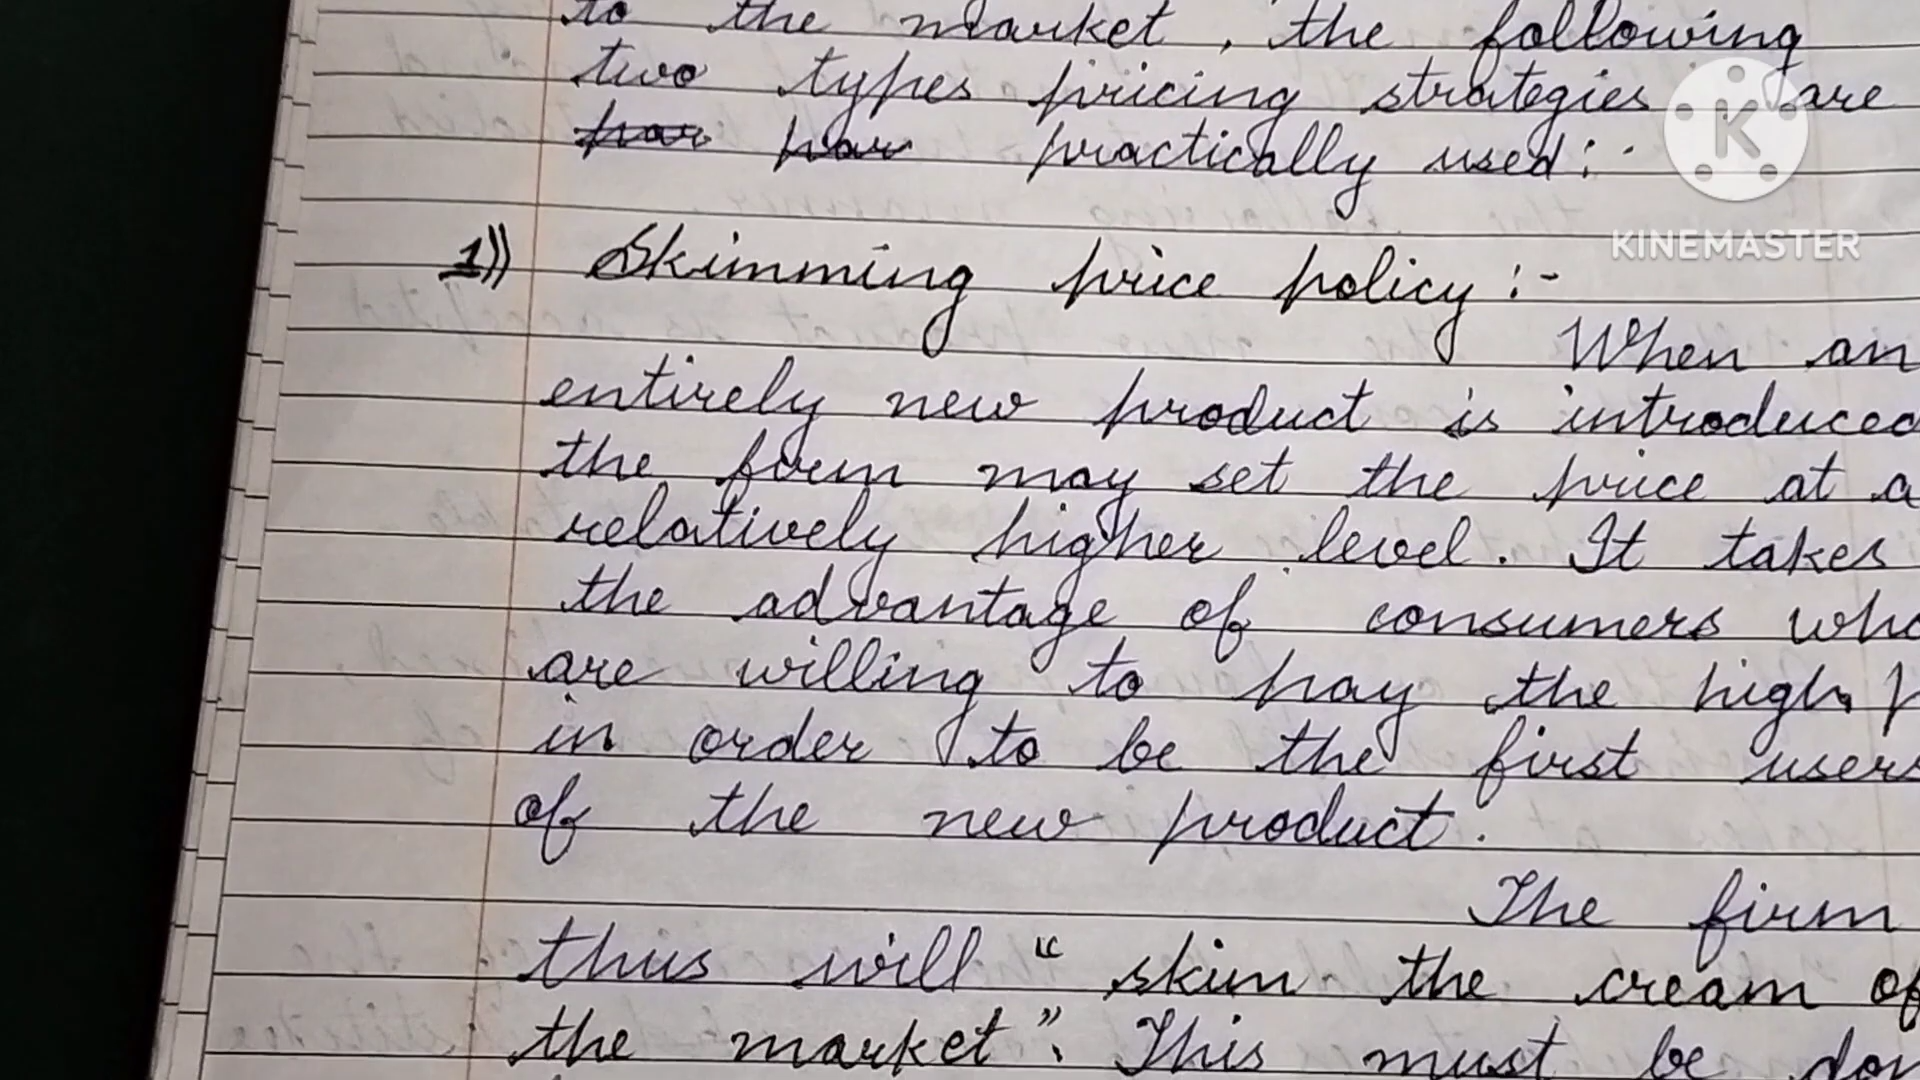 to the market, the following
two types pricing strategies are
practically used:-
1)) Skimming price policy :-
When an
entirely new product is introduced
the firm may set the price at a
relatively higher level. It takes
the advantage of consumers who
are willing to pay the high
in order to be the first users
of the new product.
The firm
thus will “ skim the cream of
the market”. This must be
KINEMASTER